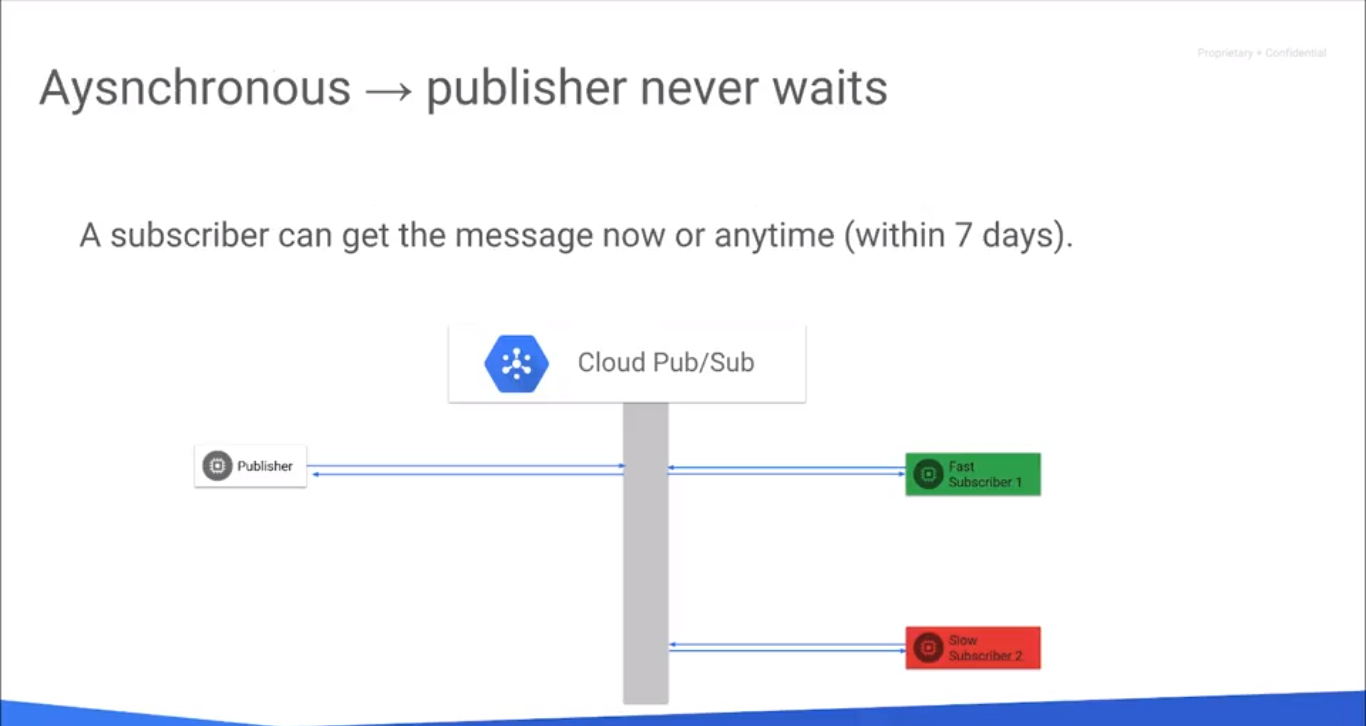 Proprietary + Confidential
Aysnchronous → publisher never waits
A subscriber can get the message now or anytime (within 7 days).
Cloud Pub/Sub
Publisher
Fast
Subscriber 1
Slow
Subscriber 2